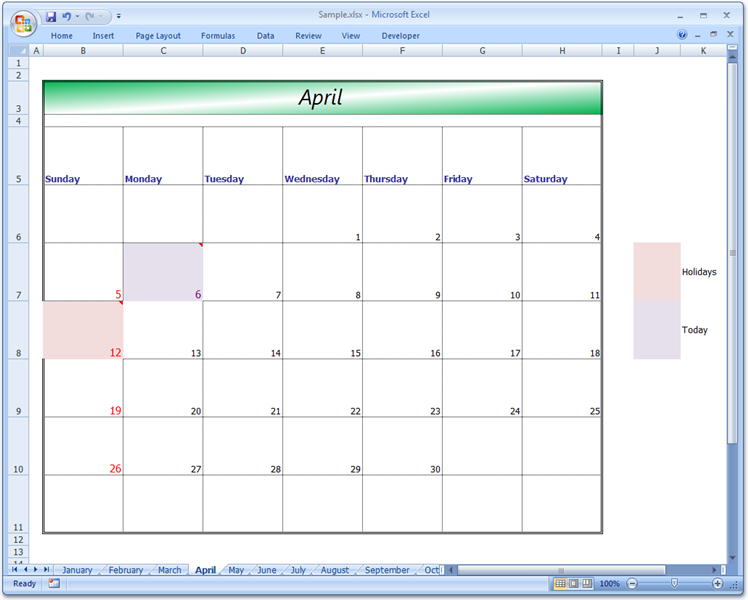 Sample.xlsx - Microsoft Excel
Home Insert Page Layout Formulas Data Review View Developer
A B C D E F G H I J K
1
2
3 April
4
5 Sunday Monday Tuesday Wednesday Thursday Friday Saturday
6 1 2 3 4
7 5 6 7 8 9 10 11 Holidays
8 12 13 14 15 16 17 18 Today
9 19 20 21 22 23 24 25
10 26 27 28 29 30
11
12
13
14
January February March April May June July August September Oct
Ready 100%